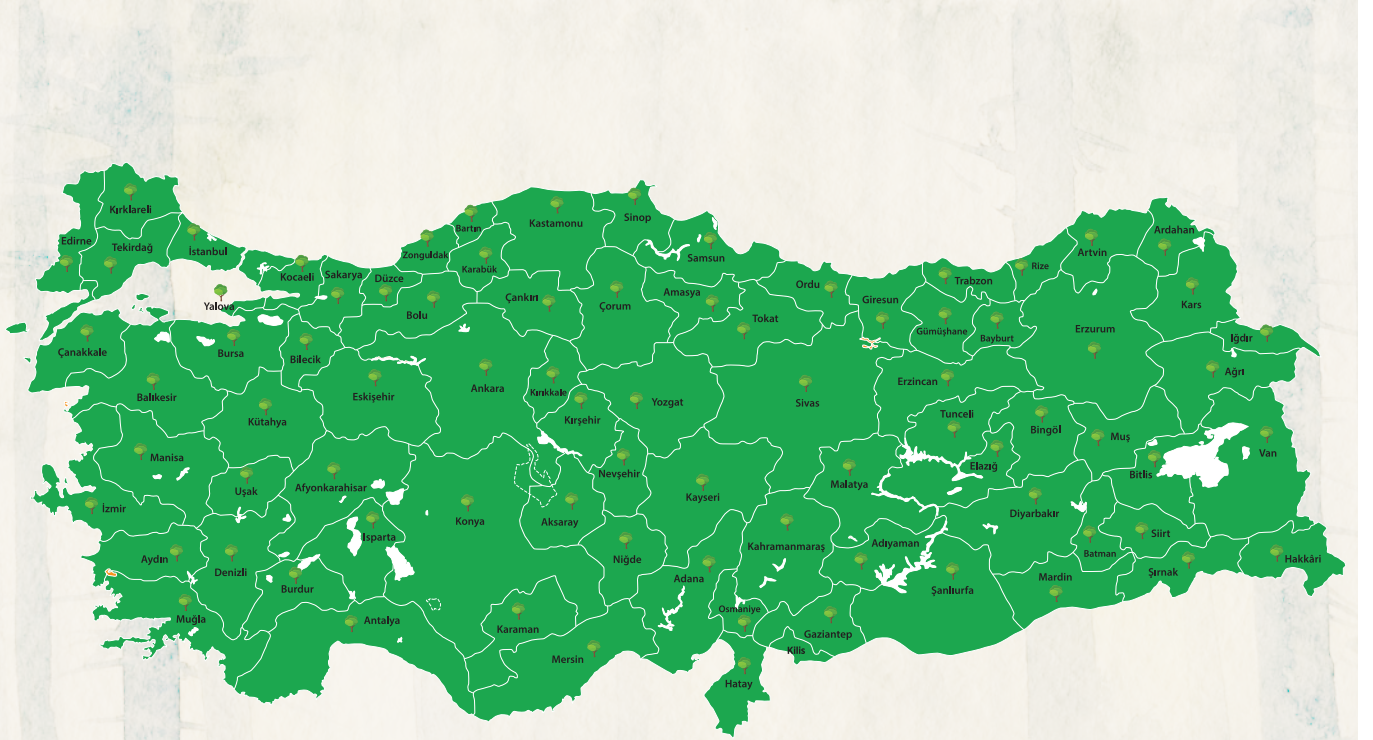 Kırklareli
Edirne
Tekirdağ
İstanbul
Kocaeli
Sakarya
Düzce
Zonguldak
Bartın
Karabük
Kastamonu
Sinop
Samsun
Ordu
Giresun
Trabzon
Rize
Artvin
Ardahan
Yalova
Bolu
Çankırı
Çorum
Amasya
Tokat
Gümüşhane
Bayburt
Erzurum
Kars
Iğdır
Çanakkale
Bursa
Bilecik
Ağrı
Balıkesir
Kütahya
Eskişehir
Ankara
Kırıkkale
Kırşehir
Yozgat
Sivas
Erzincan
Tunceli
Bingöl
Muş
Van
Manisa
Uşak
Afyonkarahisar
Nevşehir
Kayseri
Malatya
Elazığ
Bitlis
İzmir
Isparta
Konya
Aksaray
Diyarbakır
Aydın
Denizli
Burdur
Niğde
Kahramanmaraş
Adıyaman
Batman
Siirt
Hakkâri
Adana
Şanlıurfa
Mardin
Şırnak
Muğla
Antalya
Karaman
Mersin
Osmaniye
Gaziantep
Kilis
Hatay